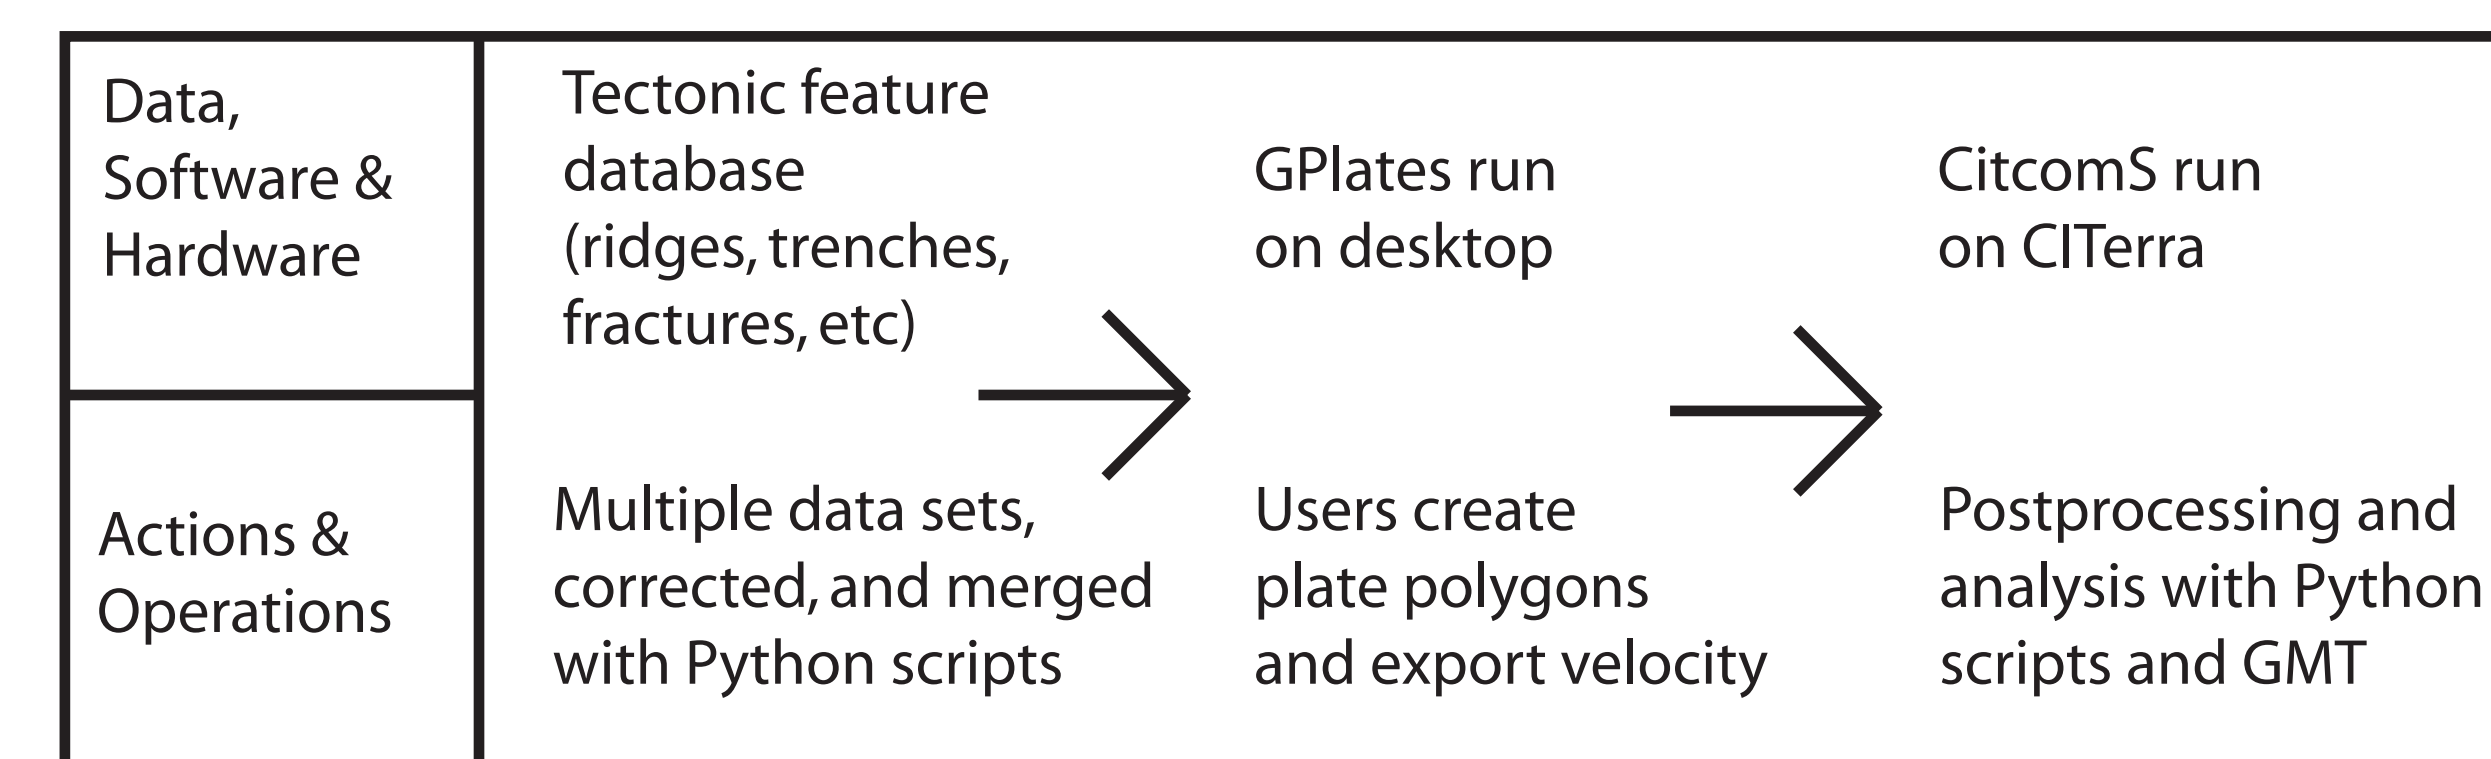 Data,
Software &
Hardware
Tectonic feature
database
(ridges, trenches,
fractures, etc)
GPlates run
on desktop
CitcomS run
on CITerra
Actions &
Operations
Multiple data sets,
corrected, and merged
with Python scripts
Users create
plate polygons
and export velocity
Postprocessing and
analysis with Python
scripts and GMT